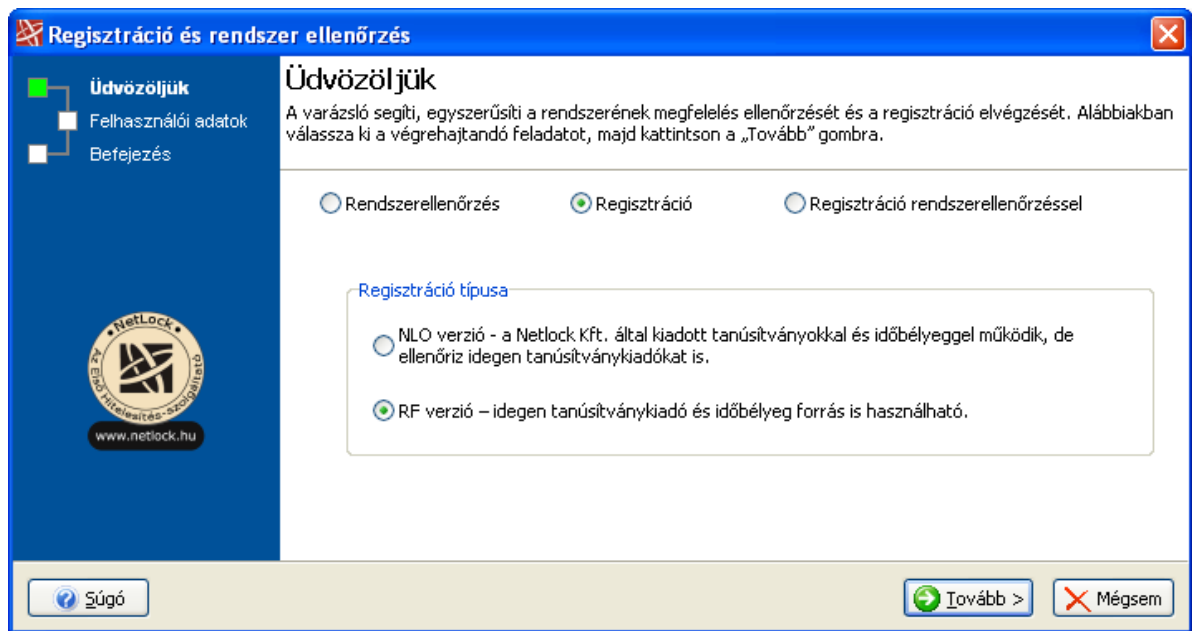 Regisztráció és rendszer ellenőrzés
Üdvözöljük
Felhasználói adatok
Befejezés
NetLock
Az Első Hitelesítés-szolgáltató
www.netlock.hu
Üdvözöljük
A varázsló segíti, egyszerűsíti a rendszerének megfelelés ellenőrzését és a regisztráció elvégzését. Alábbiakban
válassza ki a végrehajtandó feladatot, majd kattintson a „Tovább” gombra.
Rendszerellenőrzés
Regisztráció
Regisztráció rendszerellenőrzéssel
Regisztráció típusa
NLO verzió - a Netlock Kft. által kiadott tanúsítványokkal és időbélyeggel működik, de
ellenőriz idegen tanúsítványkiadókat is.
RF verzió – idegen tanúsítványkiadó és időbélyeg forrás is használható.
Súgó
Tovább >
Mégsem